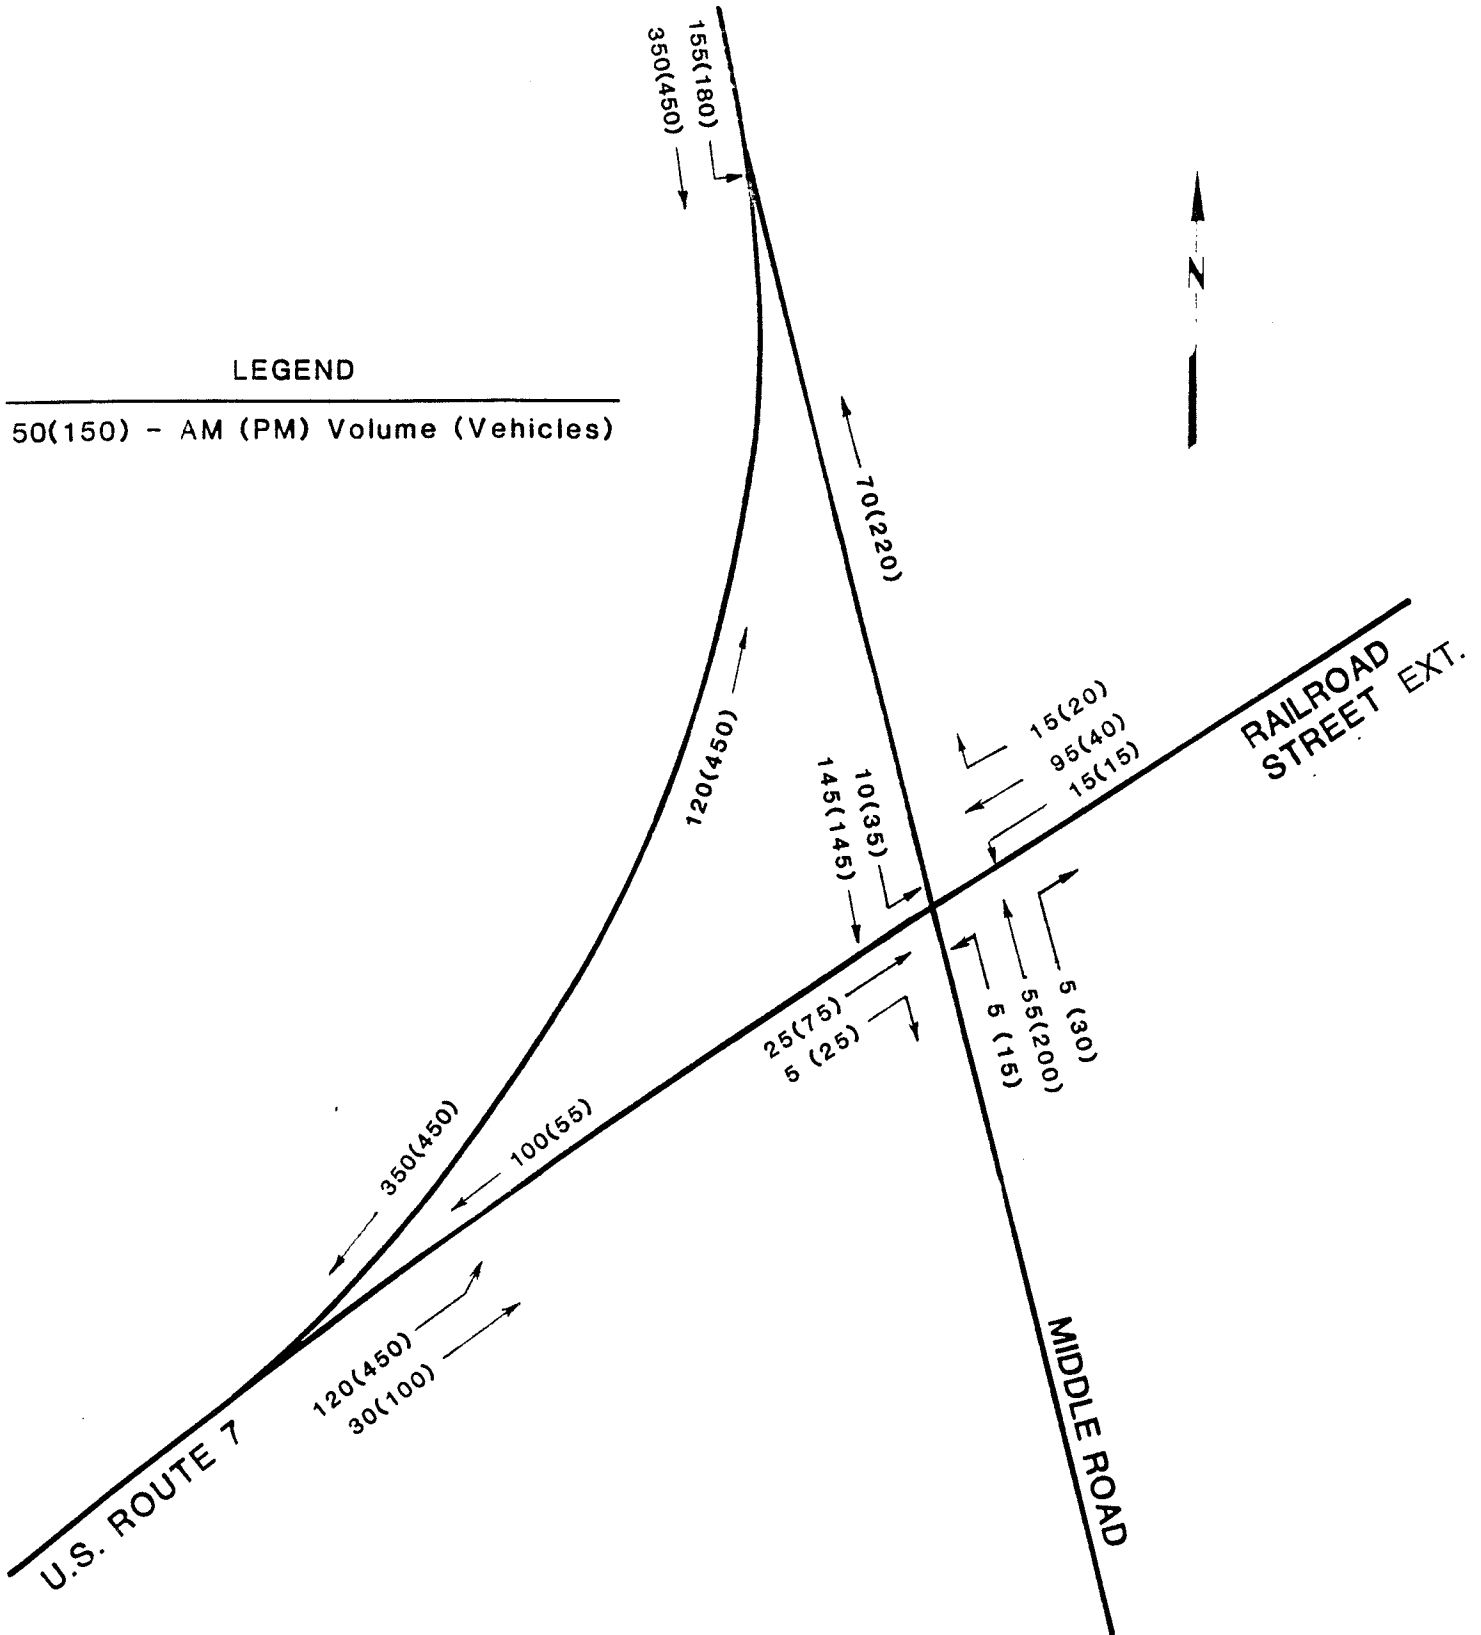 155(180)
350(450)
N
LEGEND
50(150) - AM (PM) Volume (Vehicles)
70(220)
RAILROAD
STREET EXT.
15(20)
95(40)
15(15)
120(450)
10(35)
145(145)
25(75)
5 (25)
5 (30)
55(200)
5 (15)
350(450)
100(55)
120(450)
30(100)
U.S. ROUTE 7
MIDDLE ROAD